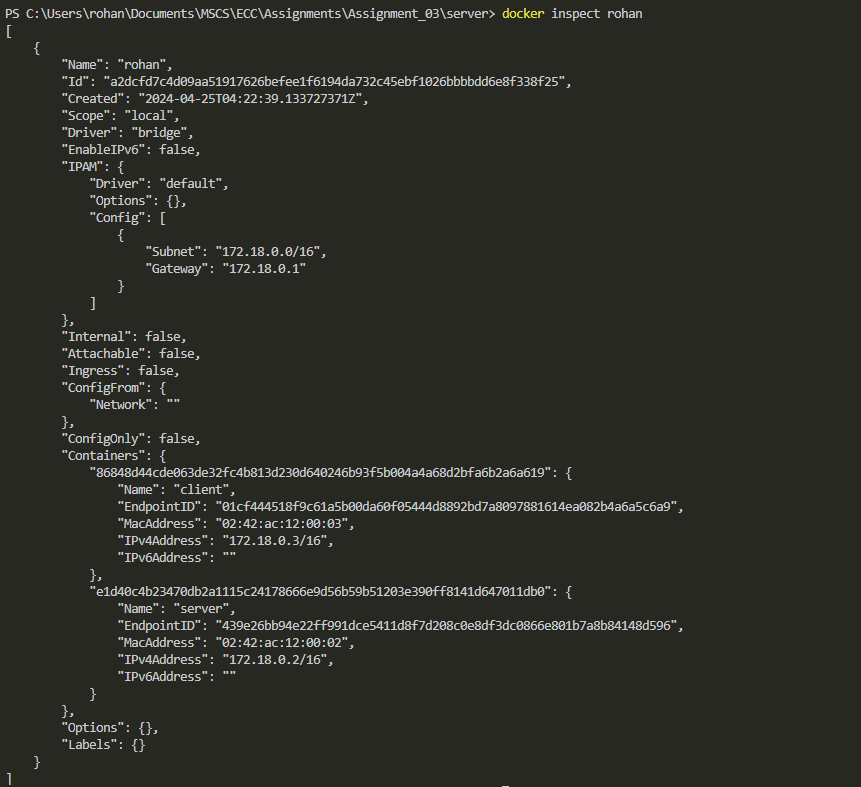 PS C:\Users\rohan\Documents\MSCS\ECC\Assignments\Assignment_03\server> docker inspect rohan
[
    {
        "Name": "rohan",
        "Id": "a2dcfd7c4d09aa51917626befee1f6194da732c45ebf1026bbbbdd6e8f338f25",
        "Created": "2024-04-25T04:22:39.133727371Z",
        "Scope": "local",
        "Driver": "bridge",
        "EnableIPv6": false,
        "IPAM": {
            "Driver": "default",
            "Options": {},
            "Config": [
                {
                    "Subnet": "172.18.0.0/16",
                    "Gateway": "172.18.0.1"
                }
            ]
        },
        "Internal": false,
        "Attachable": false,
        "Ingress": false,
        "ConfigFrom": {
            "Network": ""
        },
        "ConfigOnly": false,
        "Containers": {
            "86848d44cde063de32fc4b813d230d640246b93f5b004a4a68d2bfa6b2a6a619": {
                "Name": "client",
                "EndpointID": "01cf444518f9c61a5b00da60f05444d8892bd7a8097881614ea082b4a6a5c6a9",
                "MacAddress": "02:42:ac:12:00:03",
                "IPv4Address": "172.18.0.3/16",
                "IPv6Address": ""
            },
            "e1d40c4b23470db2a1115c24178666e9d56b59b51203e390ff8141d647011db0": {
                "Name": "server",
                "EndpointID": "439e26bb94e22ff991dce5411d8f7d208c0e8df3dc0866e801b7a8b84148d596",
                "MacAddress": "02:42:ac:12:00:02",
                "IPv4Address": "172.18.0.2/16",
                "IPv6Address": ""
            }
        },
        "Options": {},
        "Labels": {}
    }
]